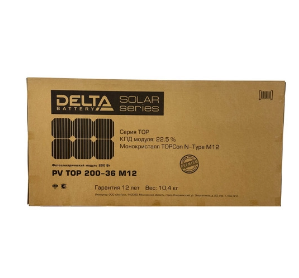 DELTA
BATTERY
SOLAR
series
Серия TOP
КПД модуля: 22.5 %
Монокристалл TOPCon N-Type M12
PV TOP 200-36 M12
Гарантия 12 лет Вес: 10.4 кг